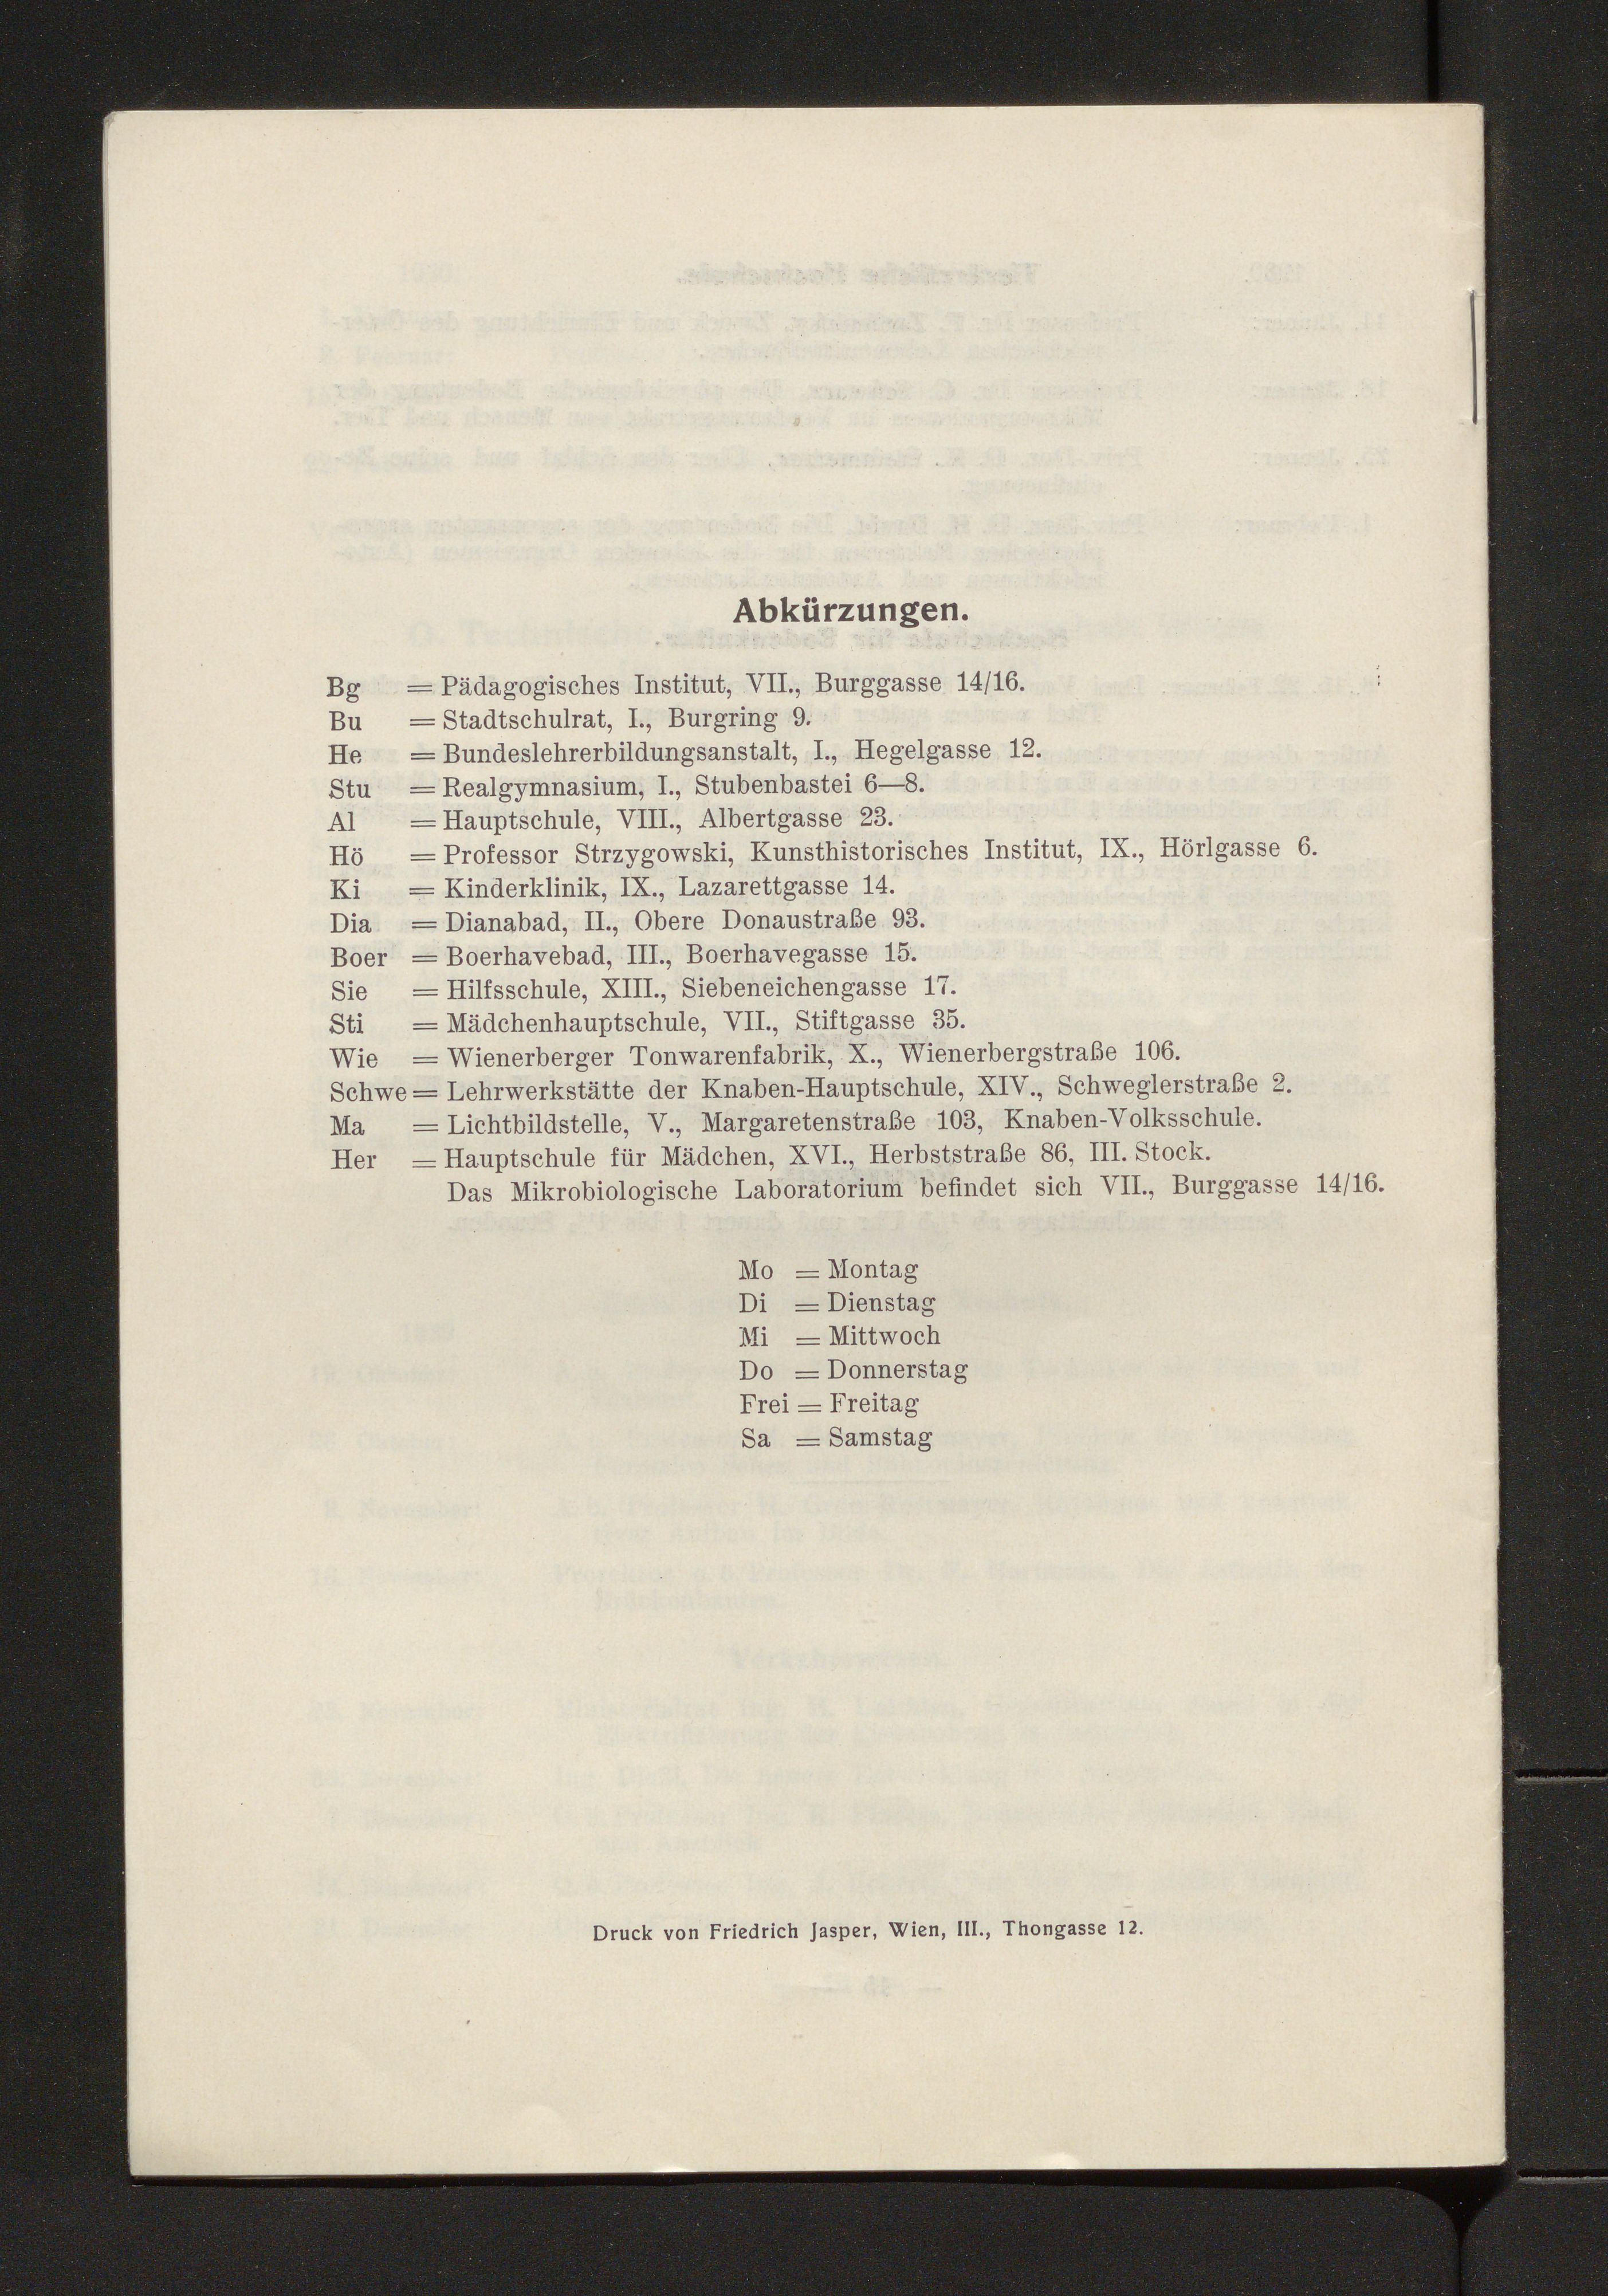 Abkürzungen.
Bg = Pädagogisches Institut, VII., Burggasse 14/16.
Bu = Stadtschulrat, I., Burgring 9.
He = Bundeslehrerbildungsanstalt, I., Hegelgasse 12.
Stu = Realgymnasium, I., Stubenbastei 6—8.
Al = Hauptschule, VIII., Albertgasse 23.
Hö = Professor Strzygowski, Kunsthistorisches Institut, IX., Hörlgasse 6.
Ki = Kinderklinik, IX., Lazarettgasse 14.
Dia = Dianabad, II., Obere Donaustraße 93.
Boer = Boerhavebad, III., Boerhavegasse 15.
Sie = Hilfsschule, XIII., Siebeneichengasse 17.
Sti = Mädchenhauptschule, VII., Stiftgasse 35.
Wie = Wienerberger Tonwarenfabrik, X., Wienerbergstraße 106.
Schwe = Lehrwerkstätte der Knaben-Hauptschule, XIV., Schweglerstraße 2.
Ma = Lichtbildstelle, V., Margaretenstraße 103, Knaben-Volksschule.
Her = Hauptschule für Mädchen, XVI., Herbststraße 86, III. Stock.
Das Mikrobiologische Laboratorium befindet sich VII., Burggasse 14/16.
Mo = Montag
Di = Dienstag
Mi = Mittwoch
Do = Donnerstag
Frei = Freitag
Sa = Samstag
Druck von Friedrich Jasper, Wien, III., Thongasse 12.